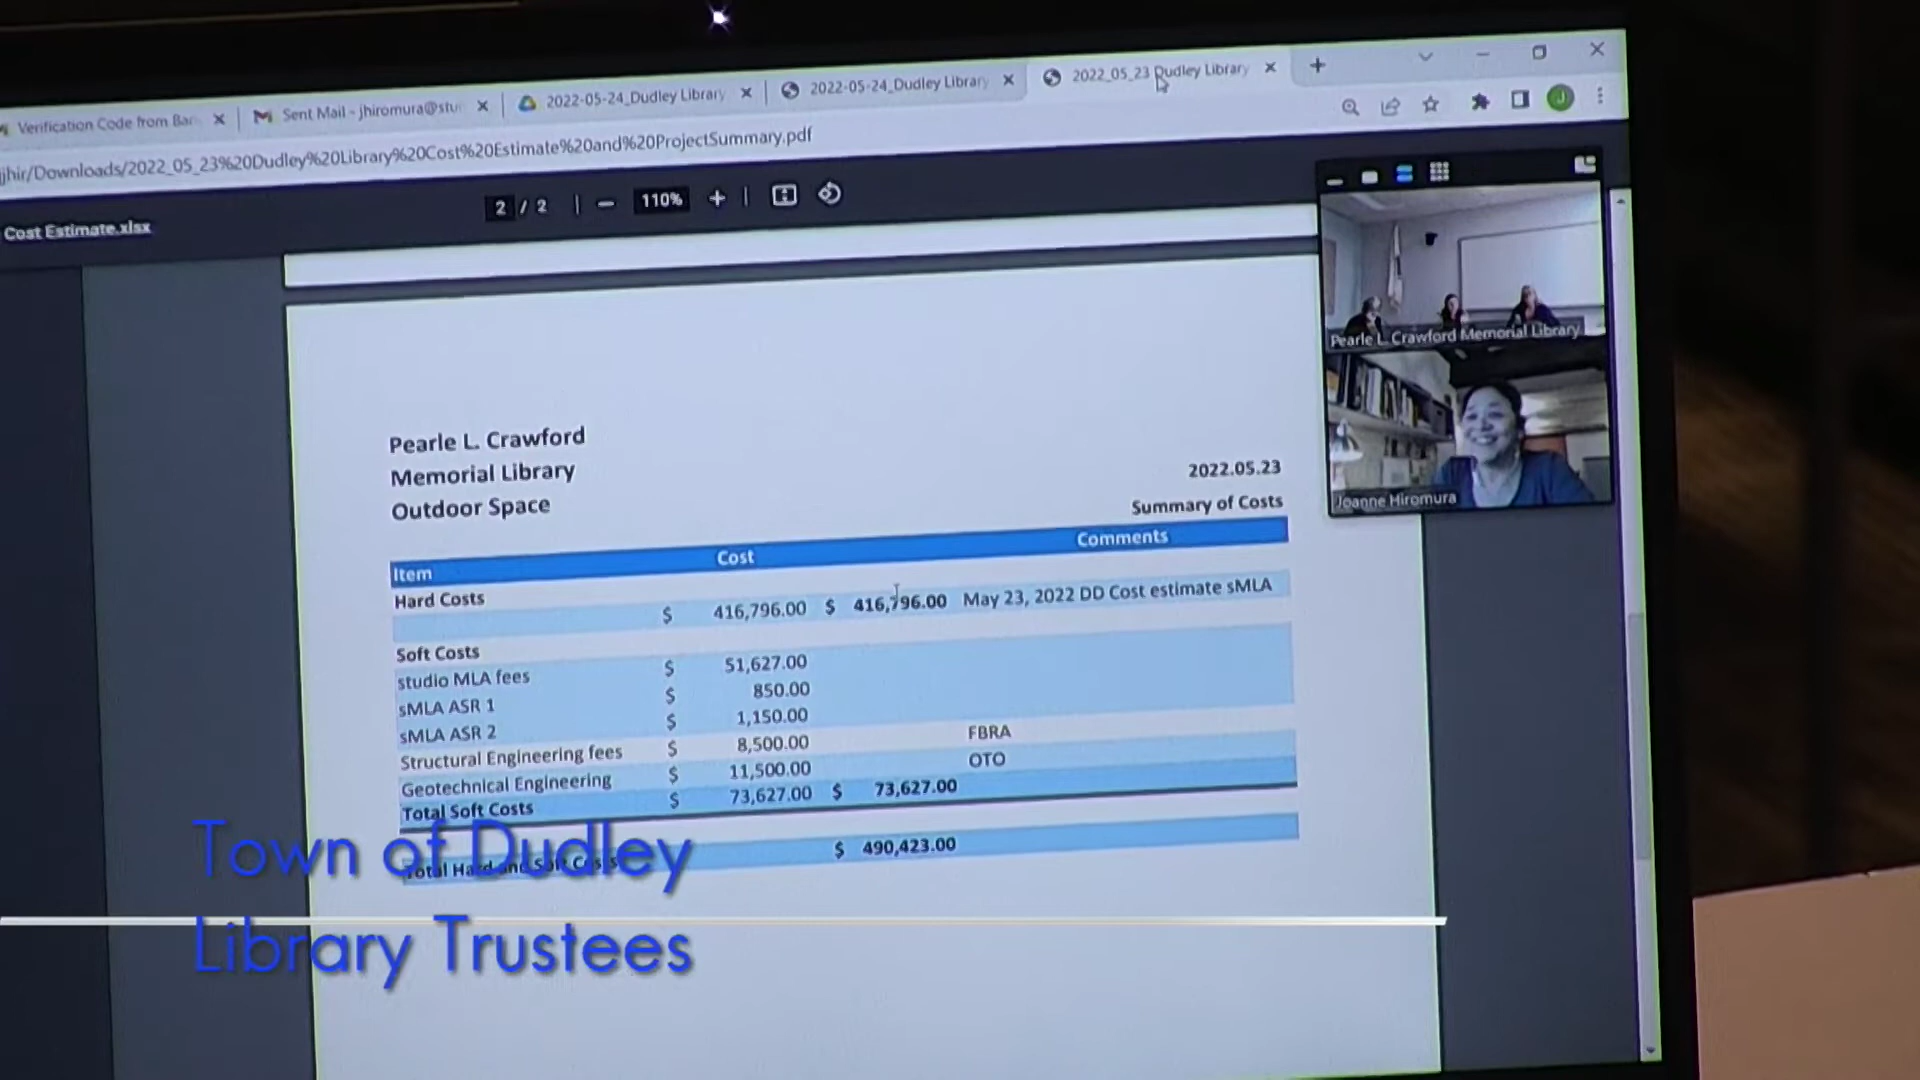 Verification Code from Ban
Sent Mail - jhiromura@stu
2022-05-24_Dudley Library
2022-05-24_Dudley Library
2022_05_23 Dudley Library
jhir/Downloads/2022_05_23%20Dudley%20Library%20Cost%20Estimate%20and%20ProjectSummary.pdf
Cost Estimate.xlsx
2 / 2
110%
J
Pearle L. Crawford Memorial Library
Joanne Hiromura
Pearle L. Crawford
Memorial Library
Outdoor Space
2022.05.23
Summary of Costs
Item Cost Comments
Hard Costs
$ 416,796.00 $ 416,796.00 May 23, 2022 DD Cost estimate sMLA
Soft Costs
studio MLA fees $ 51,627.00
sMLA ASR 1 $ 850.00
sMLA ASR 2 $ 1,150.00
Structural Engineering fees $ 8,500.00 FBRA
Geotechnical Engineering $ 11,500.00 OTO
Total Soft Costs $ 73,627.00 $ 73,627.00
Total Hard and Soft Costs $ 490,423.00
Town of Dudley
Library Trustees